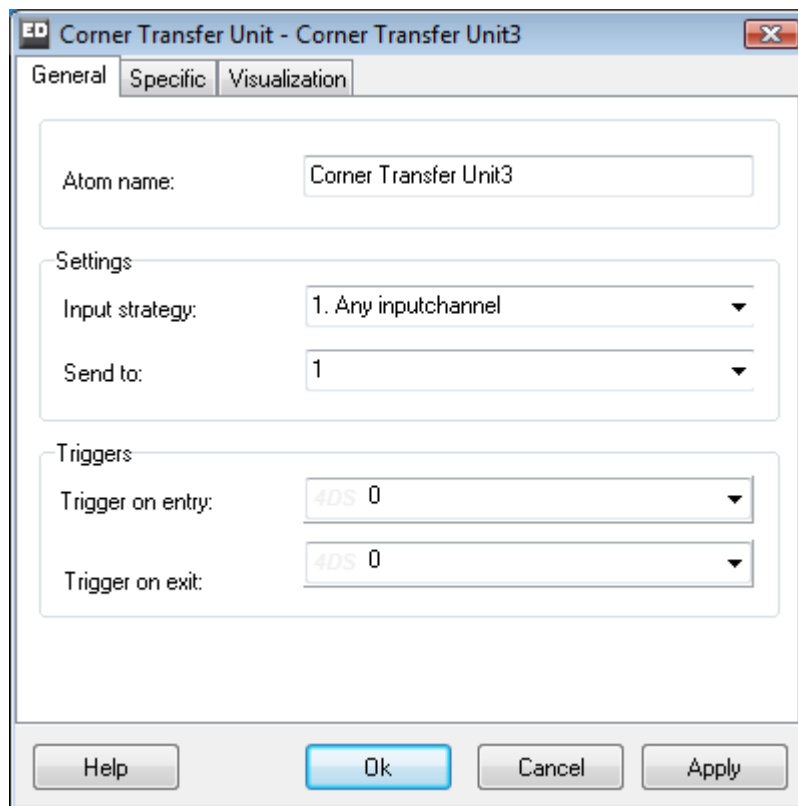 ED Corner Transfer Unit - Corner Transfer Unit3
General Specific Visualization
Atom name: Corner Transfer Unit3
Settings
Input strategy: 1. Any inputchannel
Send to: 1
Triggers
Trigger on entry: 4DS 0
Trigger on exit: 4DS 0
Help Ok Cancel Apply